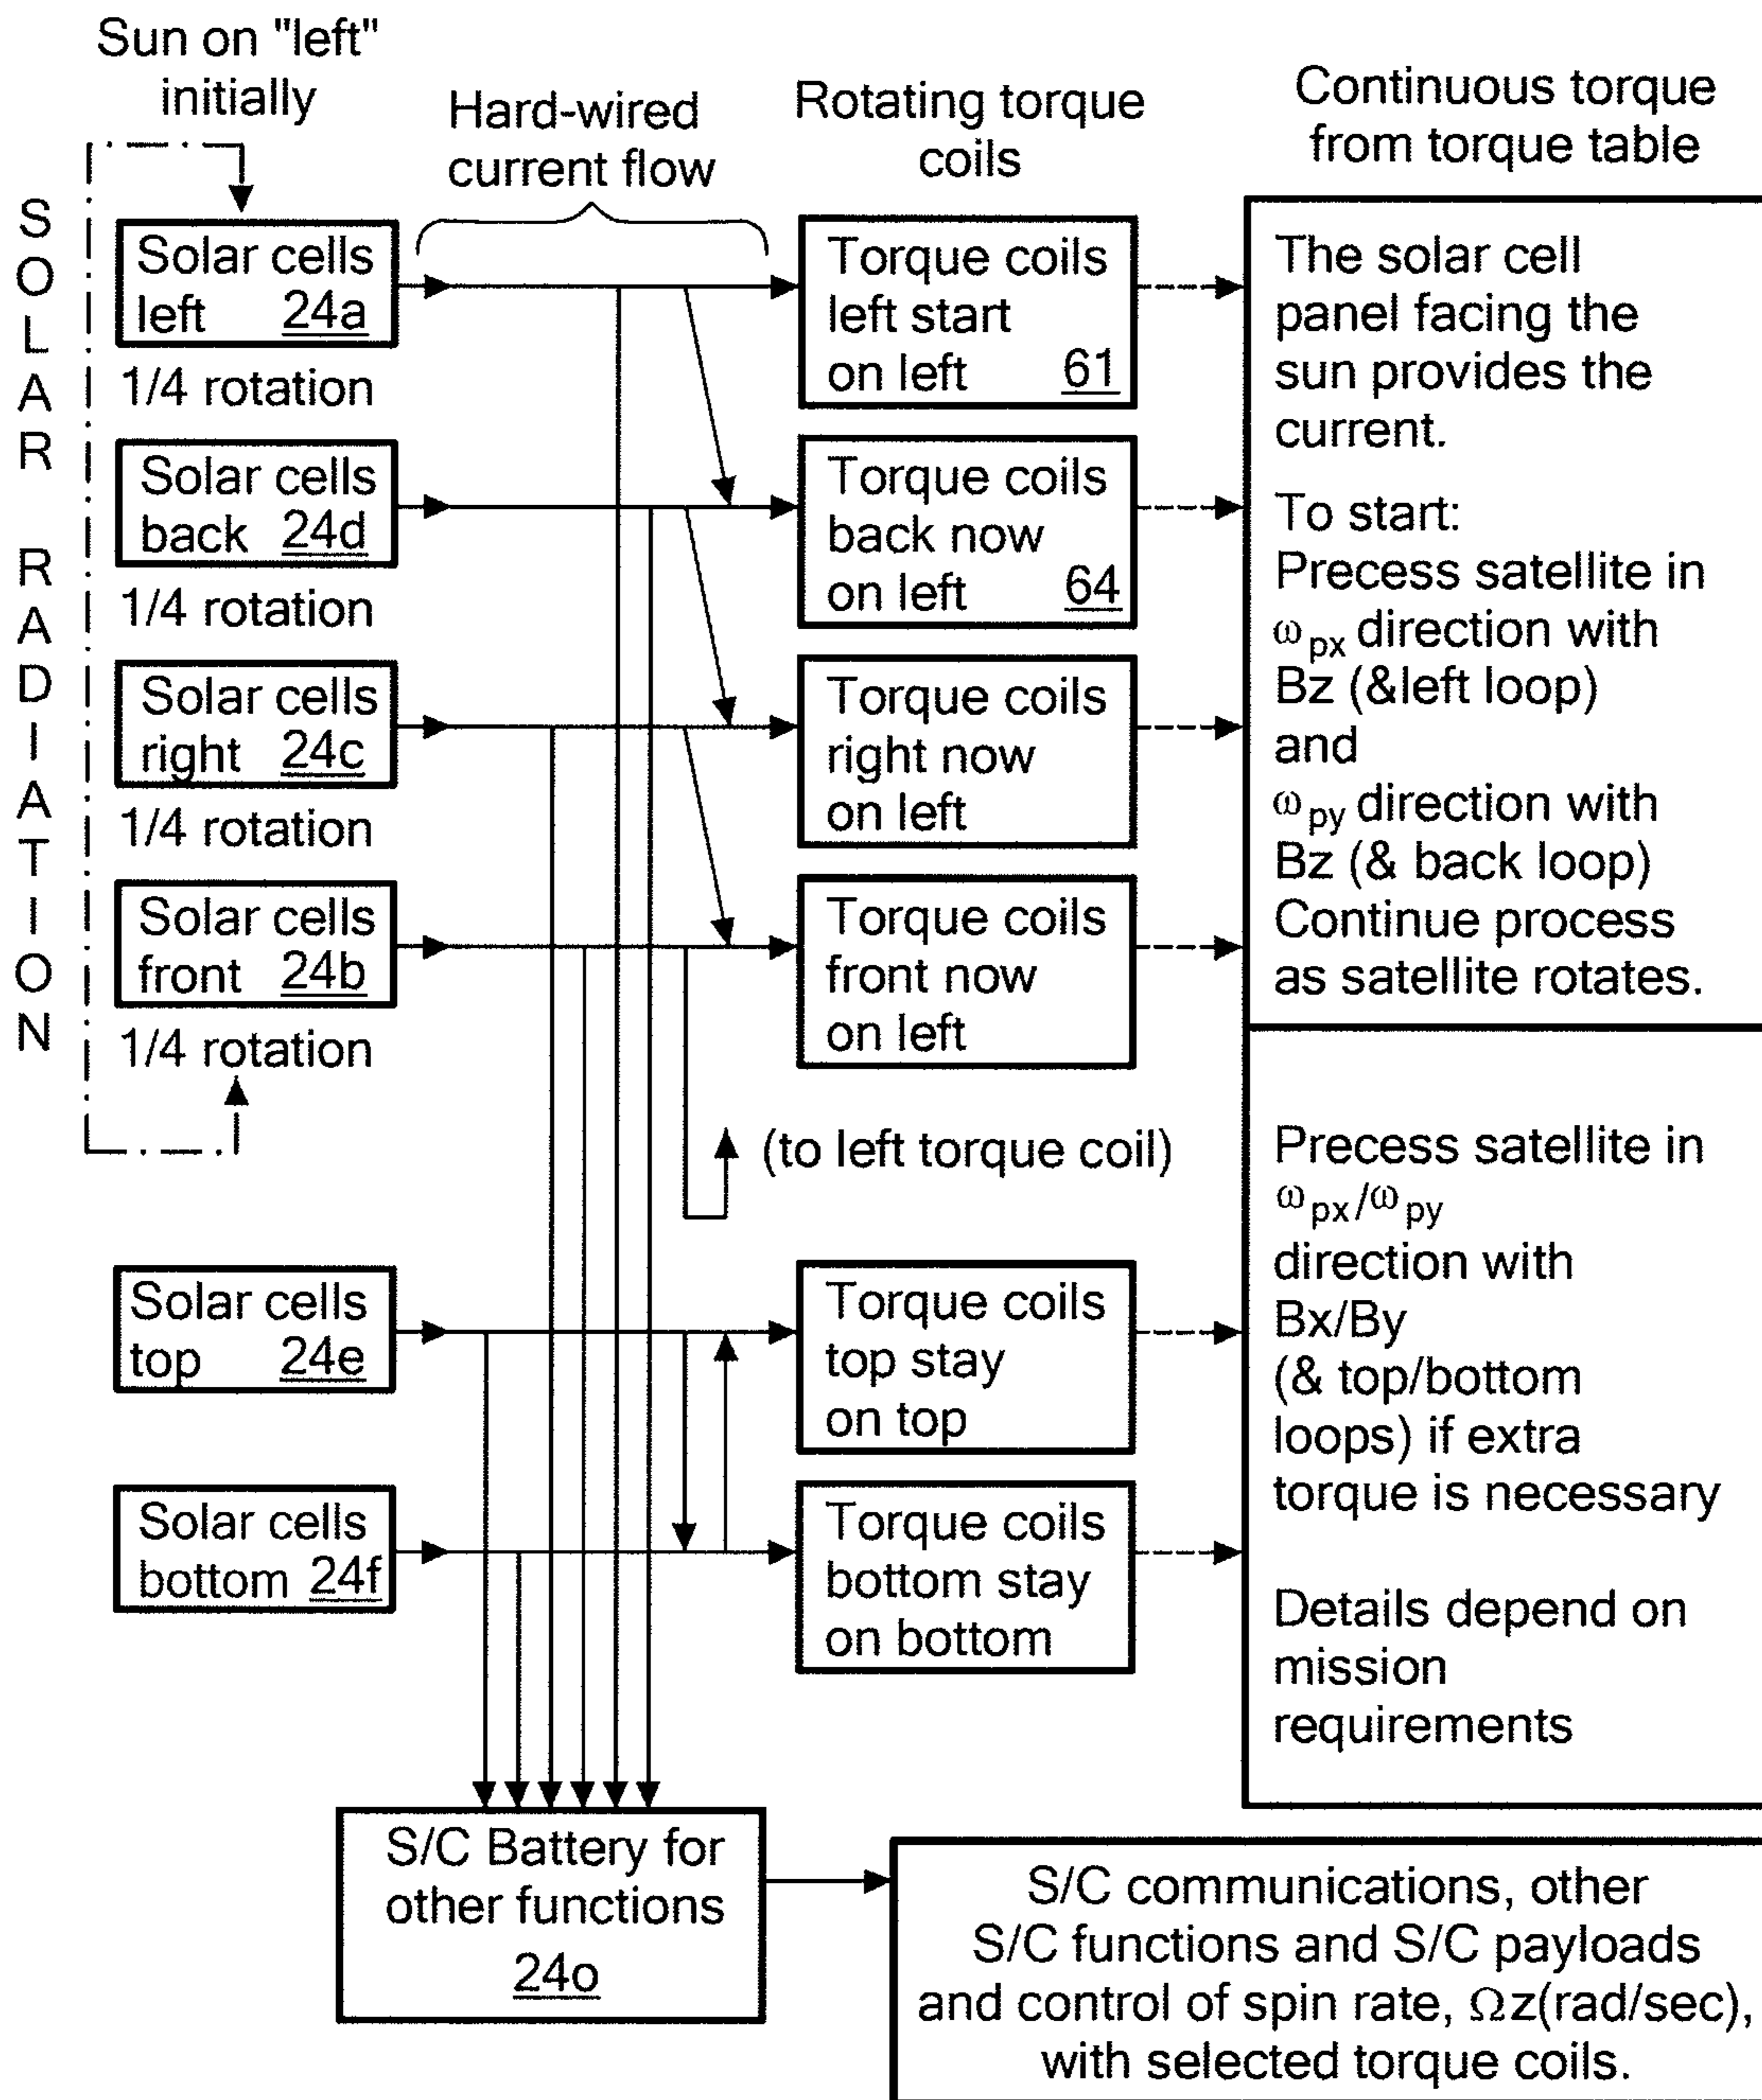 Sun on "left"
initially
Hard-wired
current flow
Rotating torque
coils
Continuous torque
from torque table
SOLAR RADIATION
Solar cells
left 24a
1/4 rotation
Solar cells
back 24d
1/4 rotation
Solar cells
right 24c
1/4 rotation
Solar cells
front 24b
1/4 rotation
Solar cells
top 24e
Solar cells
bottom 24f
Torque coils
left start
on left 61
Torque coils
back now
on left 64
Torque coils
right now
on left
Torque coils
front now
on left
(to left torque coil)
Torque coils
top stay
on top
Torque coils
bottom stay
on bottom
The solar cell
panel facing the
sun provides the
current.
To start:
Precess satellite in
ωpx direction with
Bz (&left loop)
and
ωpy direction with
Bz (& back loop)
Continue process
as satellite rotates.
Precess satellite in
ωpx/ωpy
direction with
Bx/By
(& top/bottom
loops) if extra
torque is necessary
Details depend on
mission
requirements
S/C Battery for
other functions
24o
S/C communications, other
S/C functions and S/C payloads
and control of spin rate, Ωz(rad/sec),
with selected torque coils.